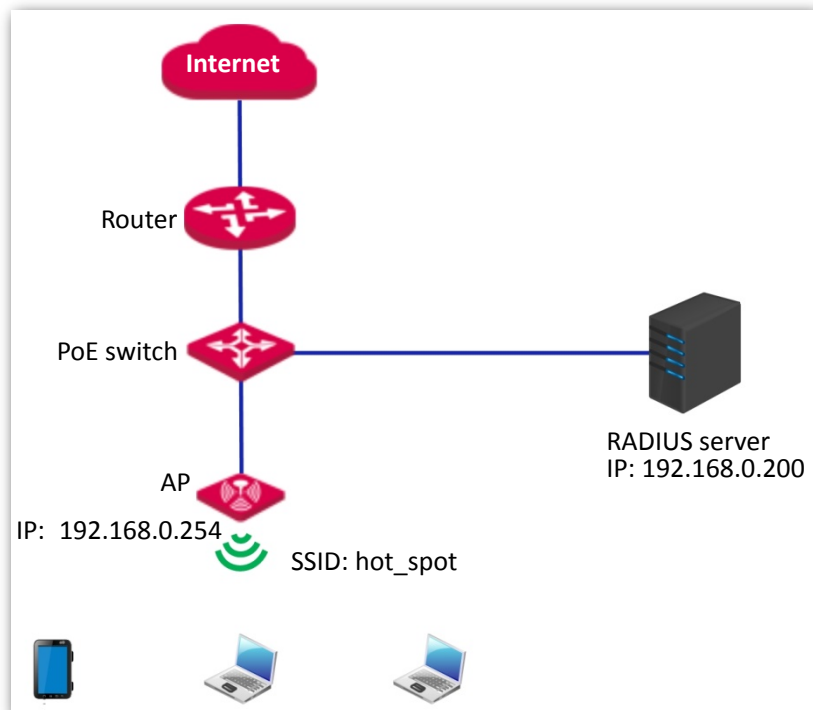 Internet
Router
PoE switch
RADIUS server
IP: 192.168.0.200
AP
IP: 192.168.0.254
SSID: hot_spot